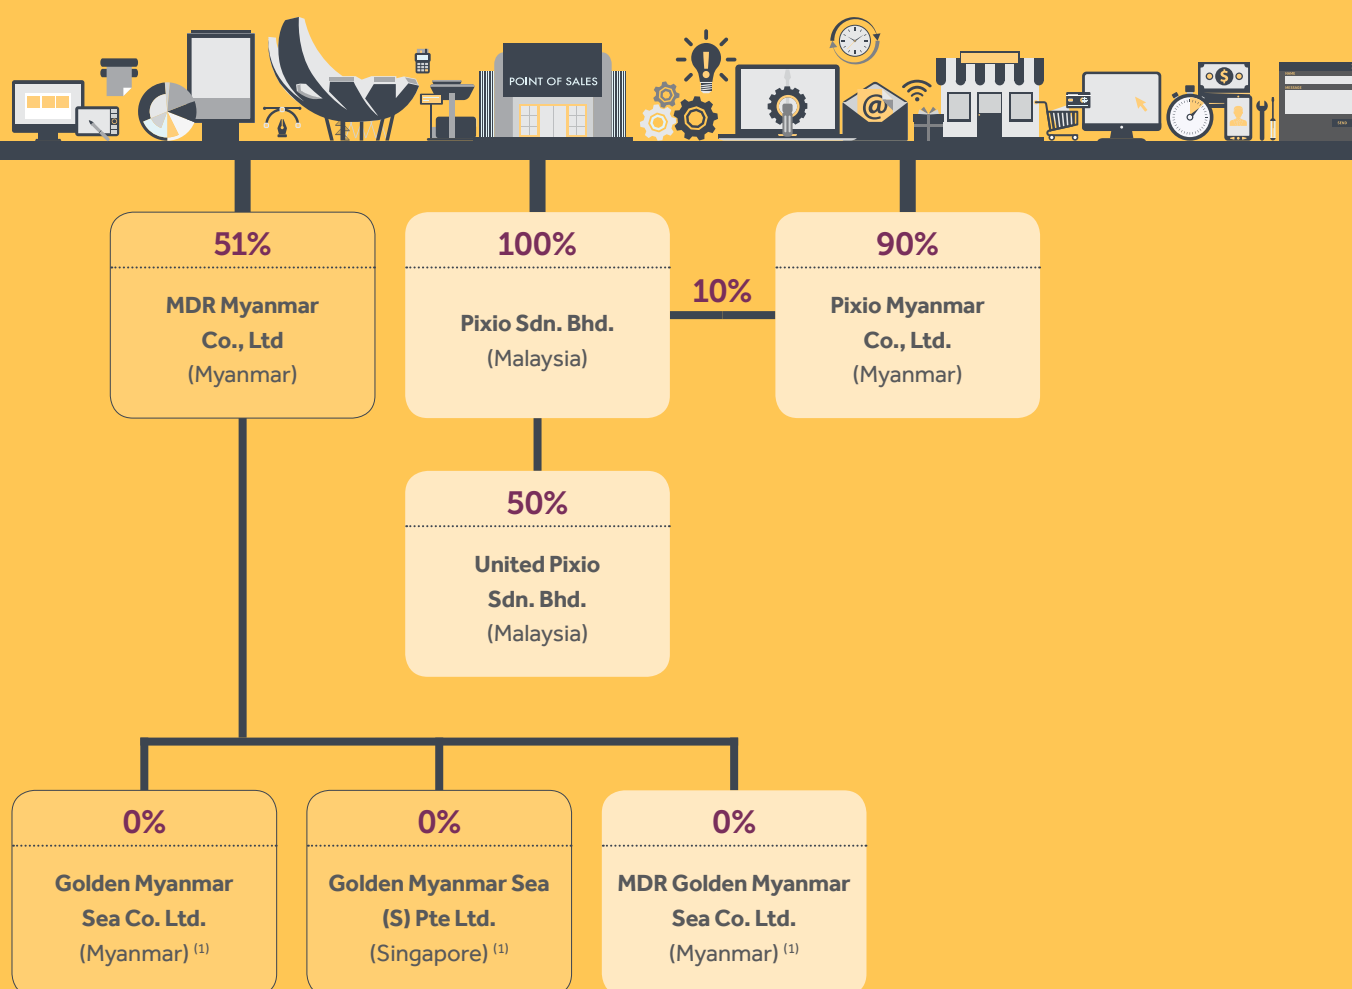 POINT OF SALES
@
$
SEND
51%
MDR Myanmar
Co., Ltd
(Myanmar)
100%
Pixio Sdn. Bhd.
(Malaysia)
10%
90%
Pixio Myanmar
Co., Ltd.
(Myanmar)
50%
United Pixio
Sdn. Bhd.
(Malaysia)
0%
Golden Myanmar
Sea Co. Ltd.
(Myanmar) (1)
0%
Golden Myanmar Sea
(S) Pte Ltd.
(Singapore) (1)
0%
MDR Golden Myanmar
Sea Co. Ltd.
(Myanmar) (1)